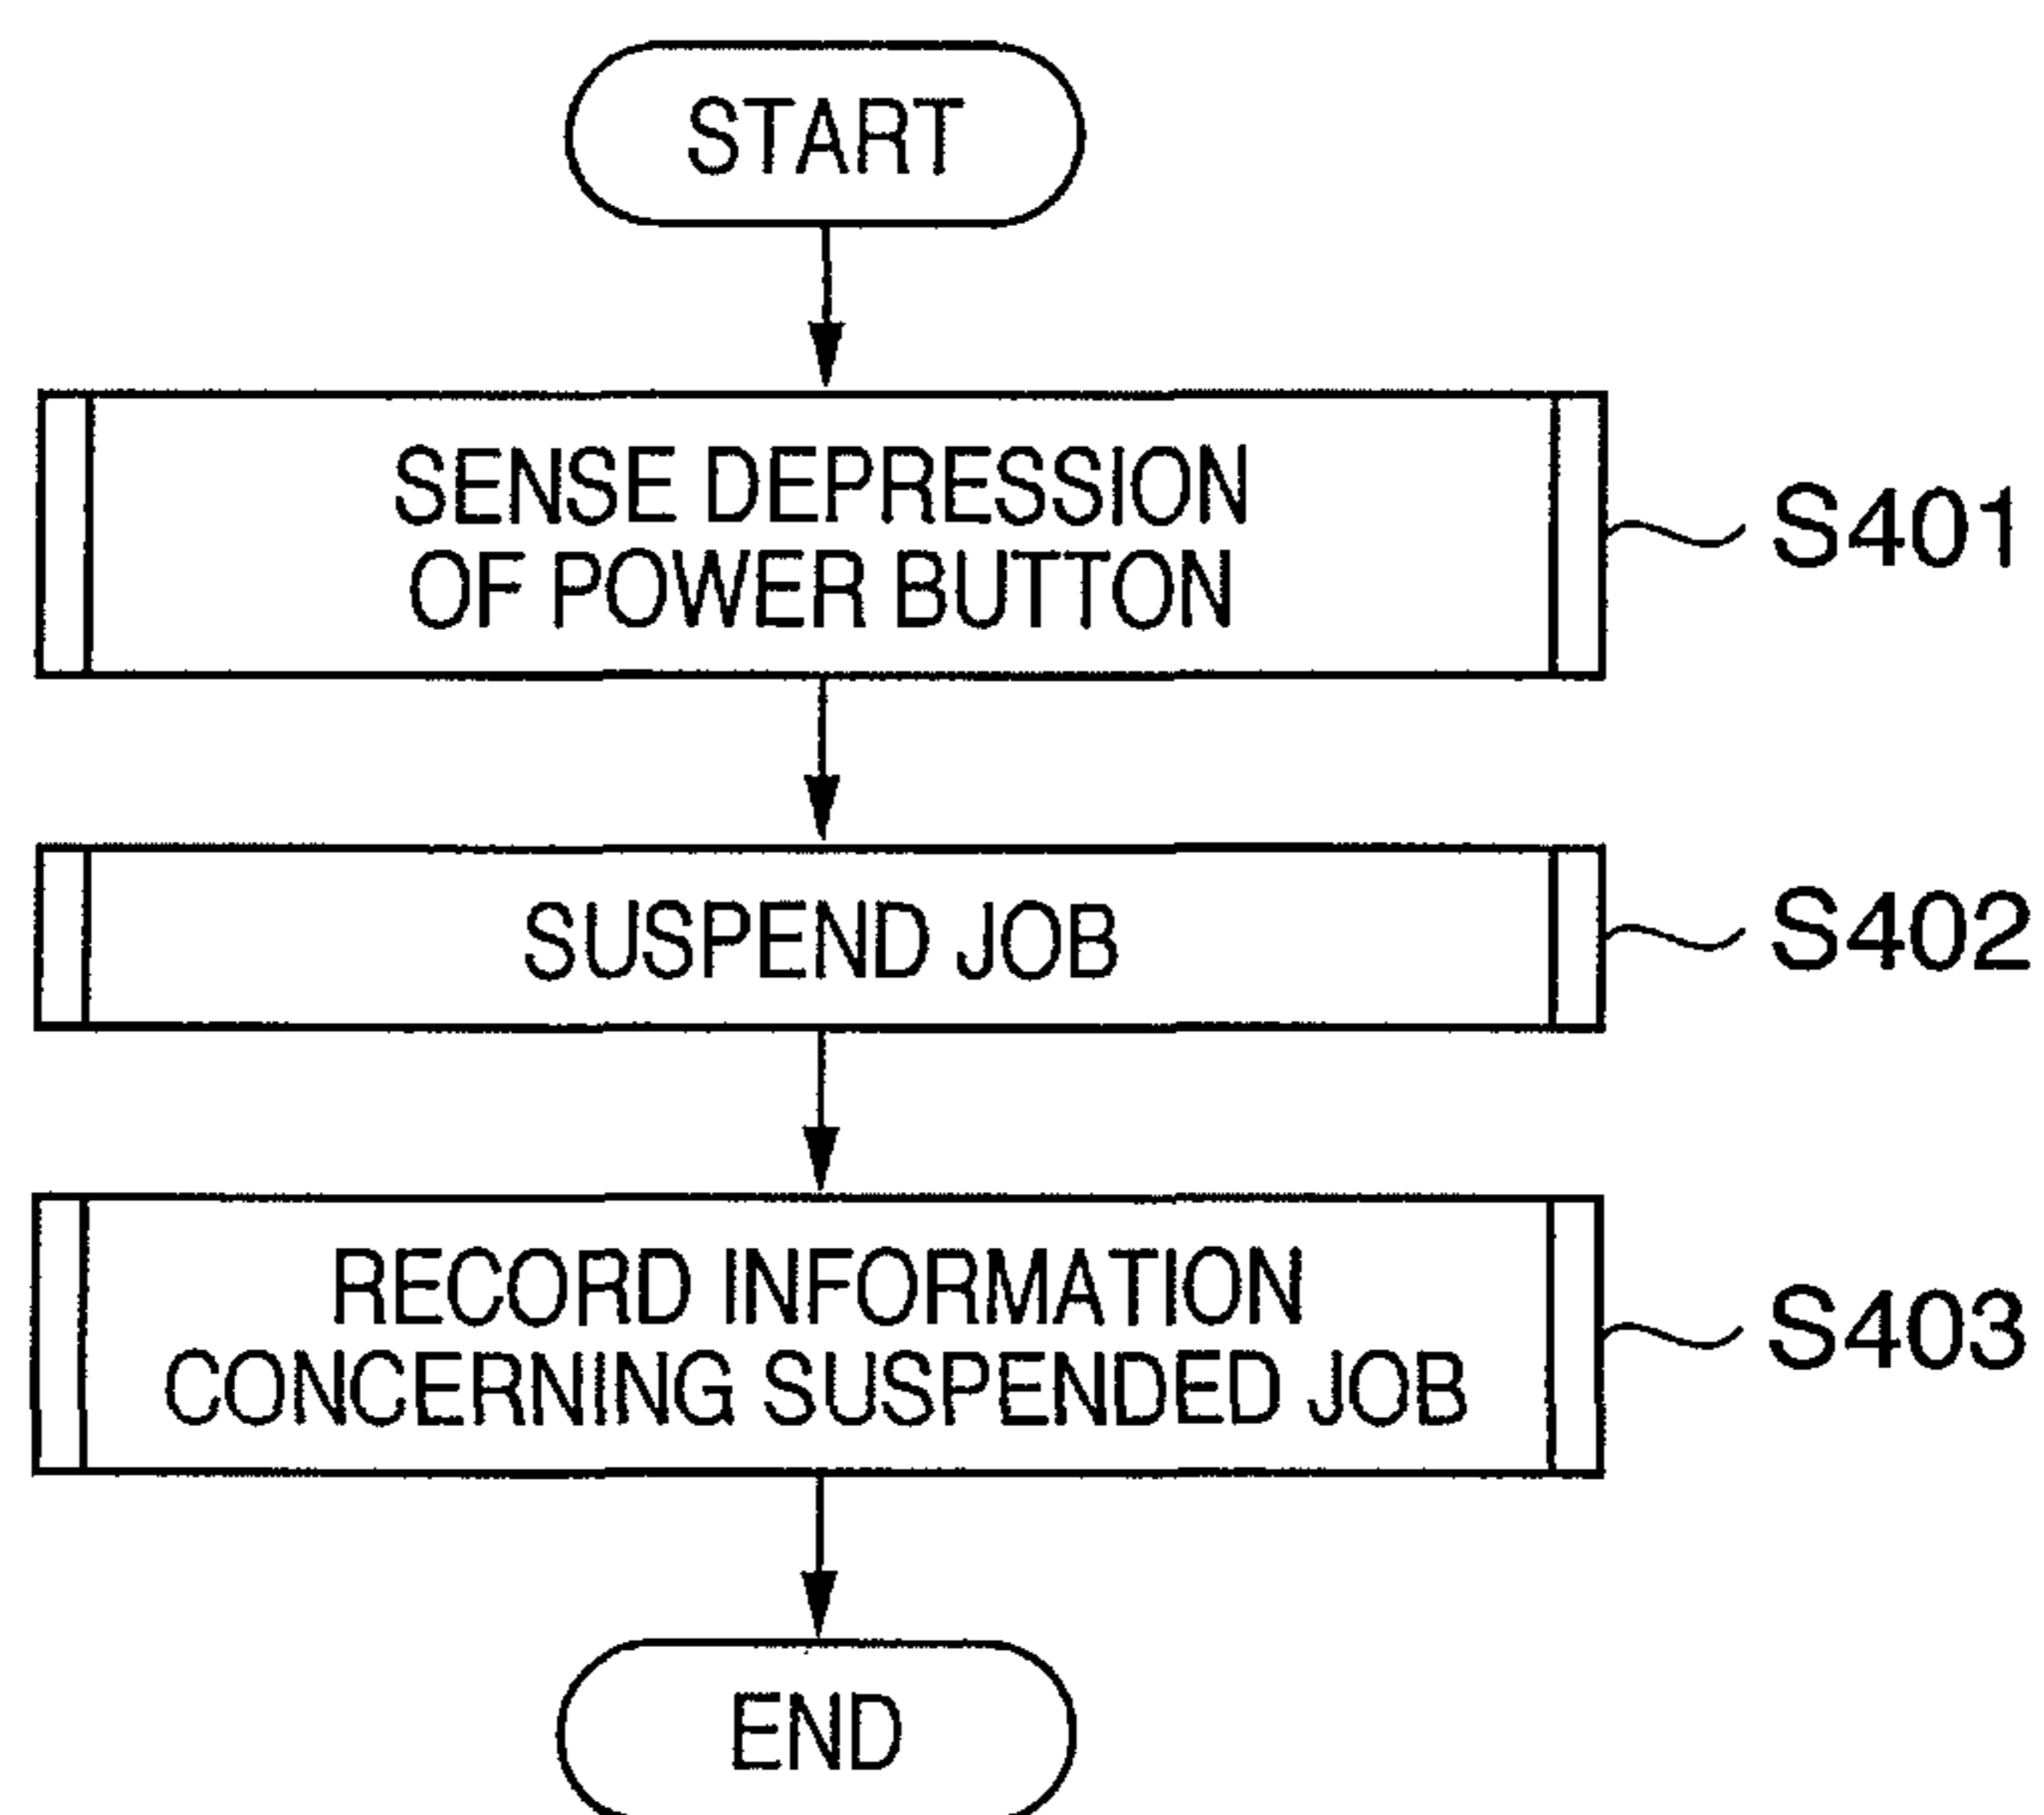 START
SENSE DEPRESSION
OF POWER BUTTON
S401
SUSPEND JOB
S402
RECORD INFORMATION
CONCERNING SUSPENDED JOB
S403
END